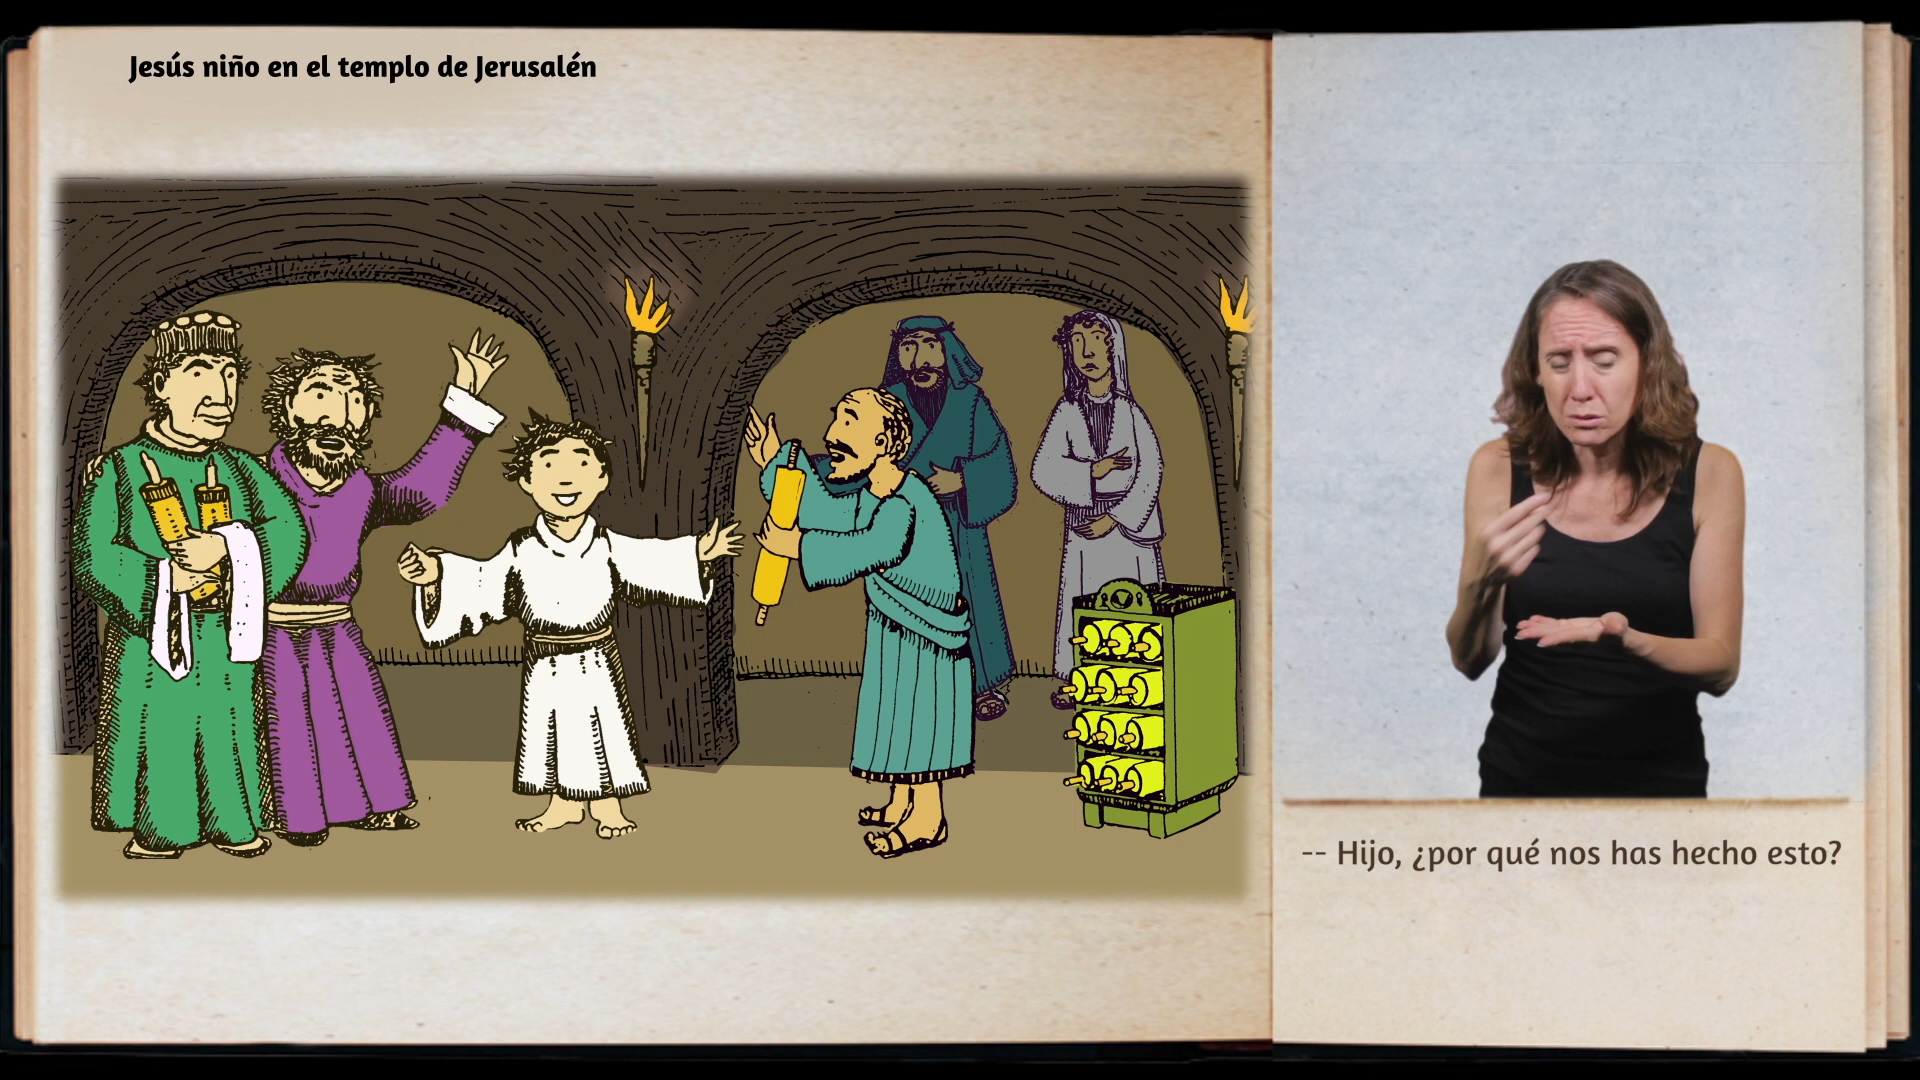 Jesús niño en el templo de Jerusalén
-- Hijo, ¿por qué nos has hecho esto?